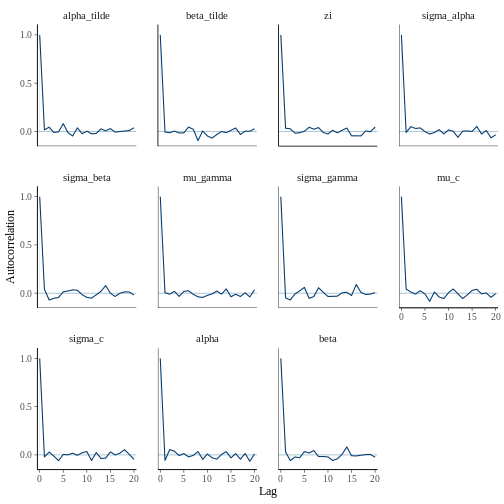 alpha_tilde beta_tilde zi sigma_alpha
1.0
0.5
0.0
sigma_beta mu_gamma sigma_gamma mu_c
1.0
0.5
0.0
0 5 10 15 20
sigma_c alpha beta
1.0
0.5
0.0
0 5 10 15 20 0 5 10 15 20 0 5 10 15 20
Autocorrelation
Lag